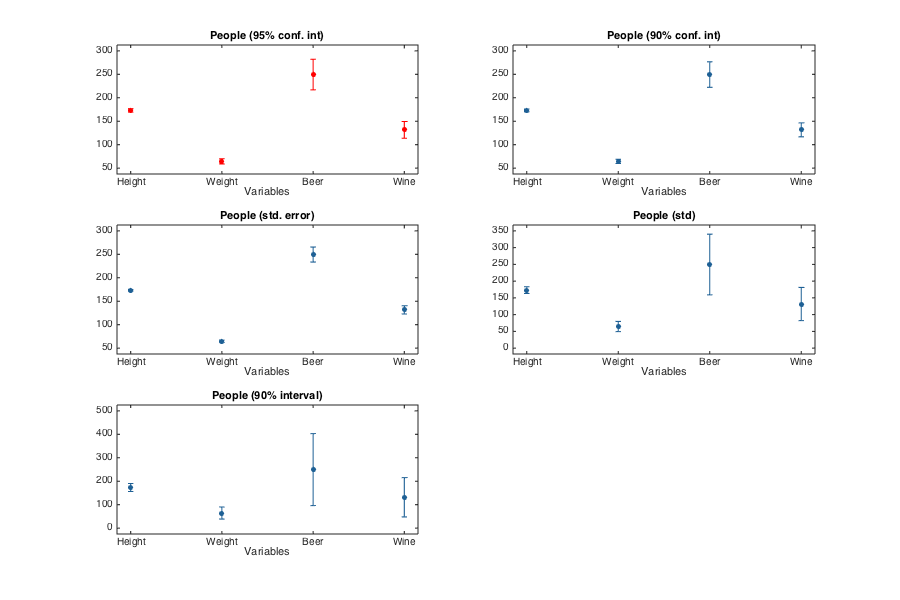 People (95% conf. int)
300
250
200
150
100
50
Height Weight Beer Wine
Variables
People (90% conf. int)
300
250
200
150
100
50
Height Weight Beer Wine
Variables
People (std. error)
300
250
200
150
100
50
Height Weight Beer Wine
Variables
People (std)
350
300
250
200
150
100
50
0
Height Weight Beer Wine
Variables
People (90% interval)
500
400
300
200
100
0
Height Weight Beer Wine
Variables